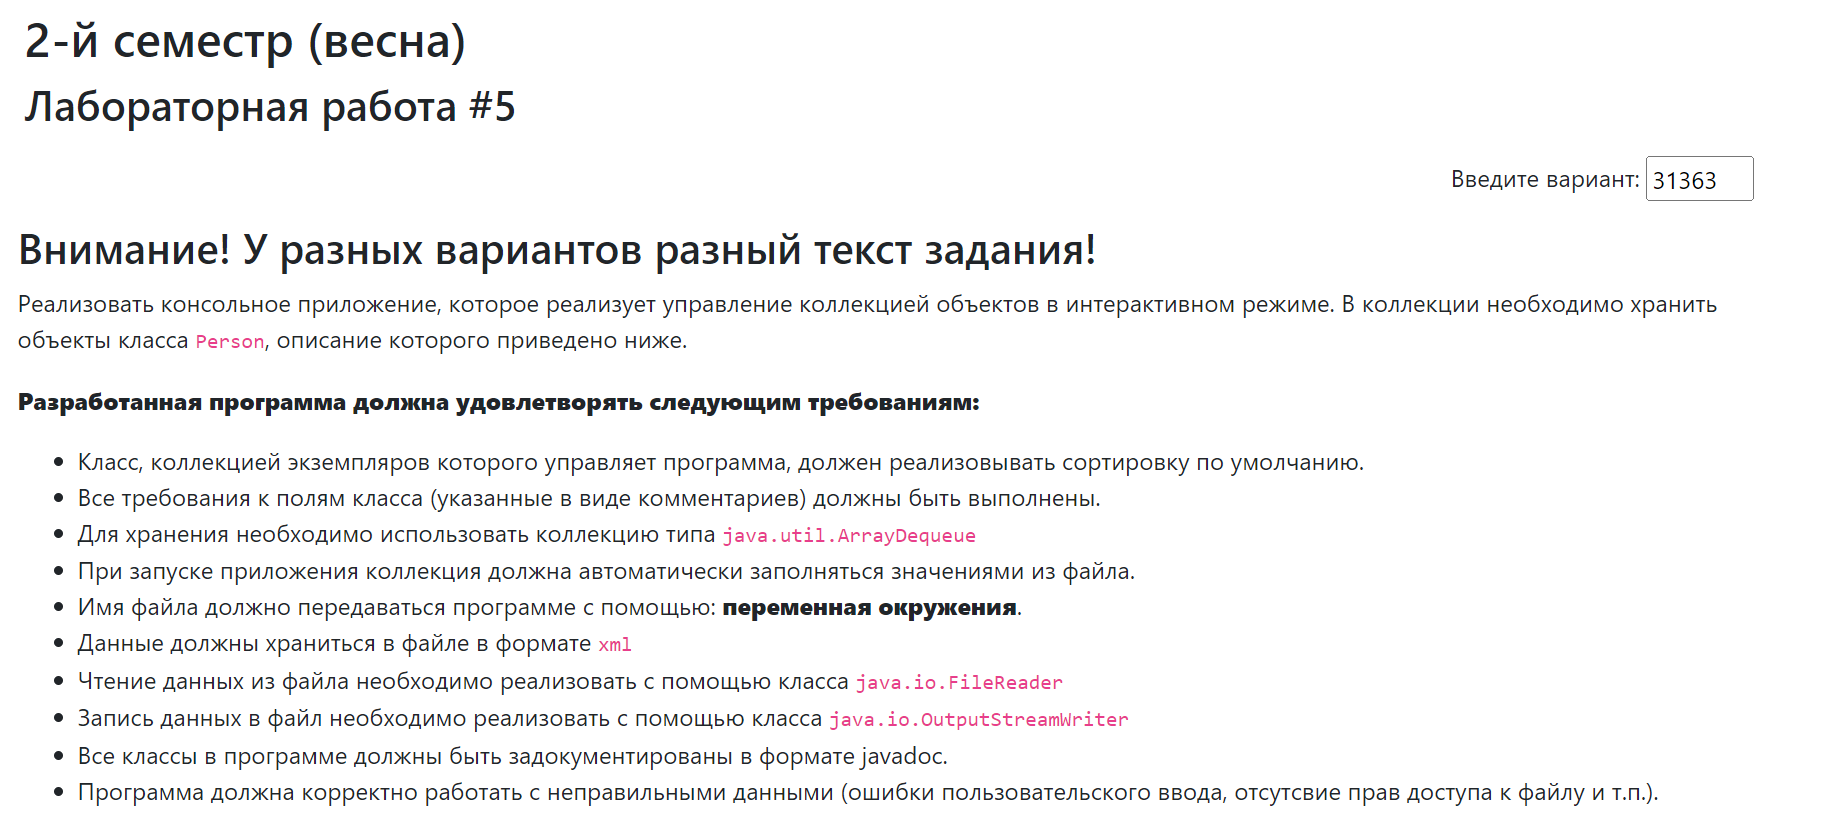 2-й семестр (весна)
Лабораторная работа #5
Введите вариант: 31363
Внимание! У разных вариантов разный текст задания!
Реализовать консольное приложение, которое реализует управление коллекцией объектов в интерактивном режиме. В коллекции необходимо хранить
объекты класса Person, описание которого приведено ниже.
Разработанная программа должна удовлетворять следующим требованиям:
• Класс, коллекцией экземпляров которого управляет программа, должен реализовывать сортировку по умолчанию.
• Все требования к полям класса (указанные в виде комментариев) должны быть выполнены.
• Для хранения необходимо использовать коллекцию типа java.util.ArrayDequeue
• При запуске приложения коллекция должна автоматически заполняться значениями из файла.
• Имя файла должно передаваться программе с помощью: переменная окружения.
• Данные должны храниться в файле в формате xml
• Чтение данных из файла необходимо реализовать с помощью класса java.io.FileReader
• Запись данных в файл необходимо реализовать с помощью класса java.io.OutputStreamWriter
• Все классы в программе должны быть задокументированы в формате javadoc.
• Программа должна корректно работать с неправильными данными (ошибки пользовательского ввода, отсутсвие прав доступа к файлу и т.п.).